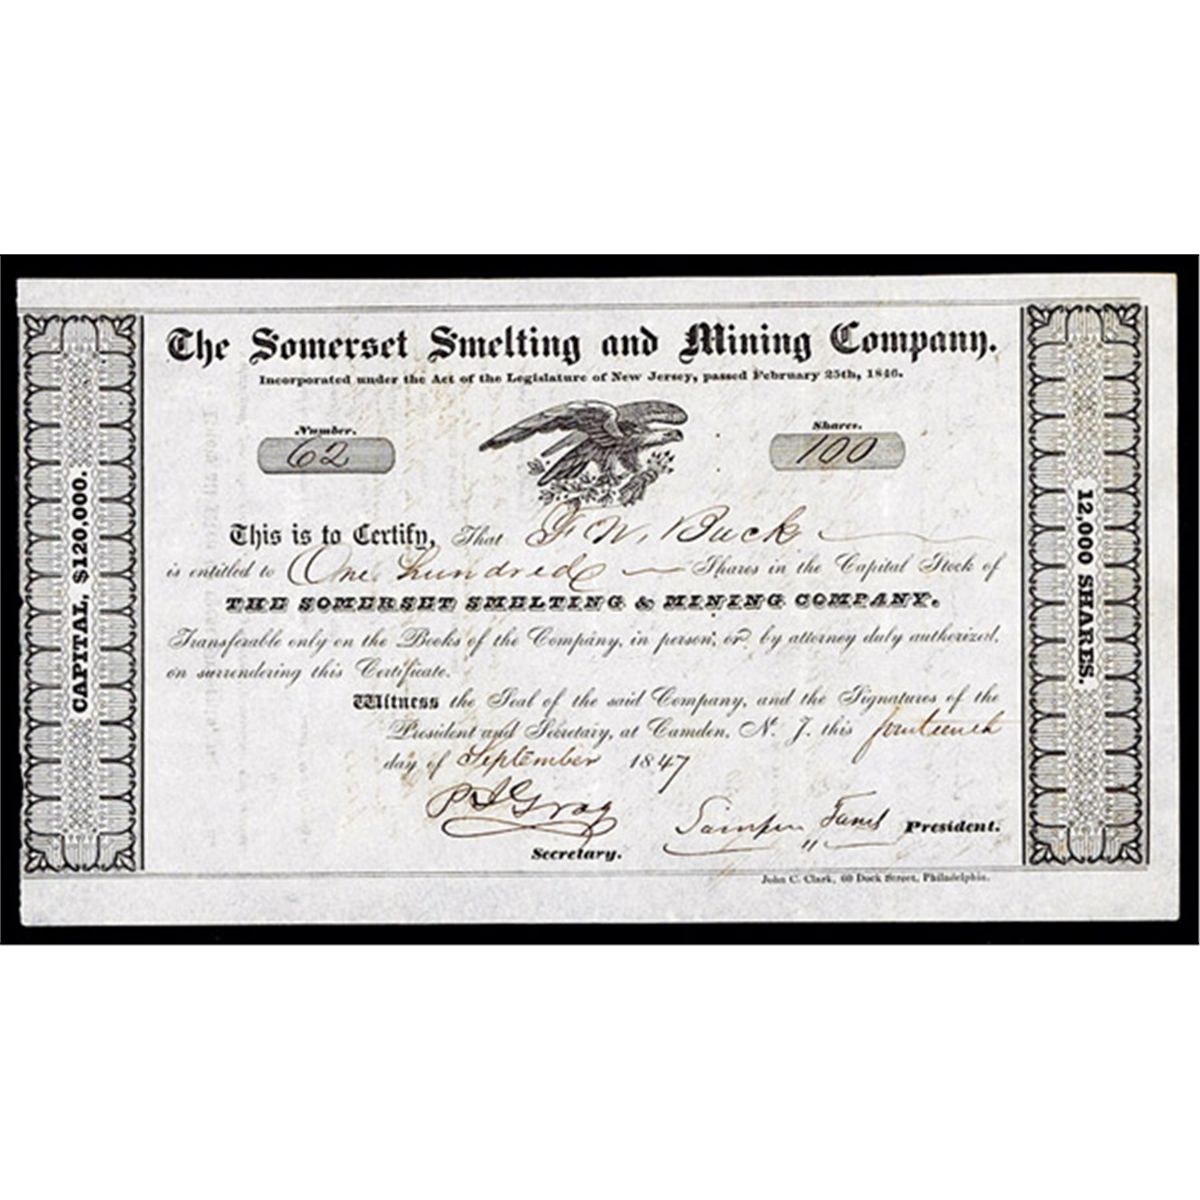 The Somerset Smelting and Mining Company.
Incorporated under the Act of the Legislature of New Jersey, passed February 25th, 1846.
Number.
62
Shares.
100
This is to Certify, That F W. Buck
is entitled to One hundred Shares in the Capital Stock of
THE SOMERSET SMELTING & MINING COMPANY.
Transferable only on the Books of the Company, in person, or by attorney duly authorized,
on surrendering this Certificate.
Witness the Seal of the said Company, and the Signatures of the
President and Secretary, at Camden, N. J. this fourteenth
day of September 1847
Gray
Secretary.
President.
John C. Clark, 60 Dock Street, Philadelphia.
CAPITAL, $120,000.
12,000 SHARES.